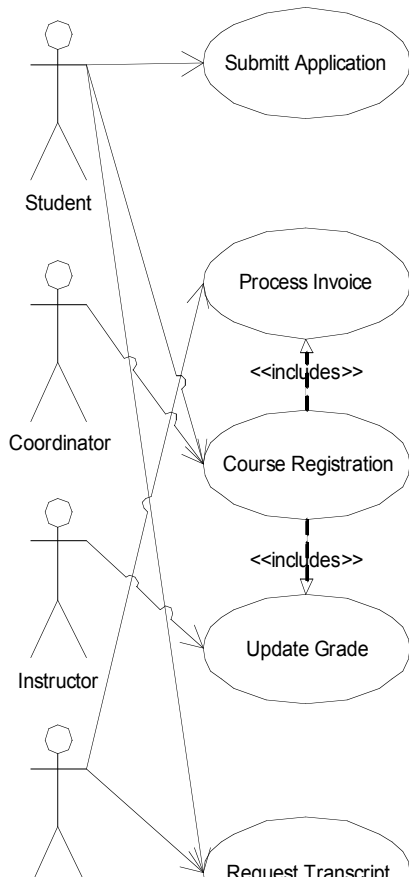 Submitt Application
Student
Process Invoice
<<includes>>
Coordinator
Course Registration
<<includes>>
Update Grade
Instructor
Request Transcript